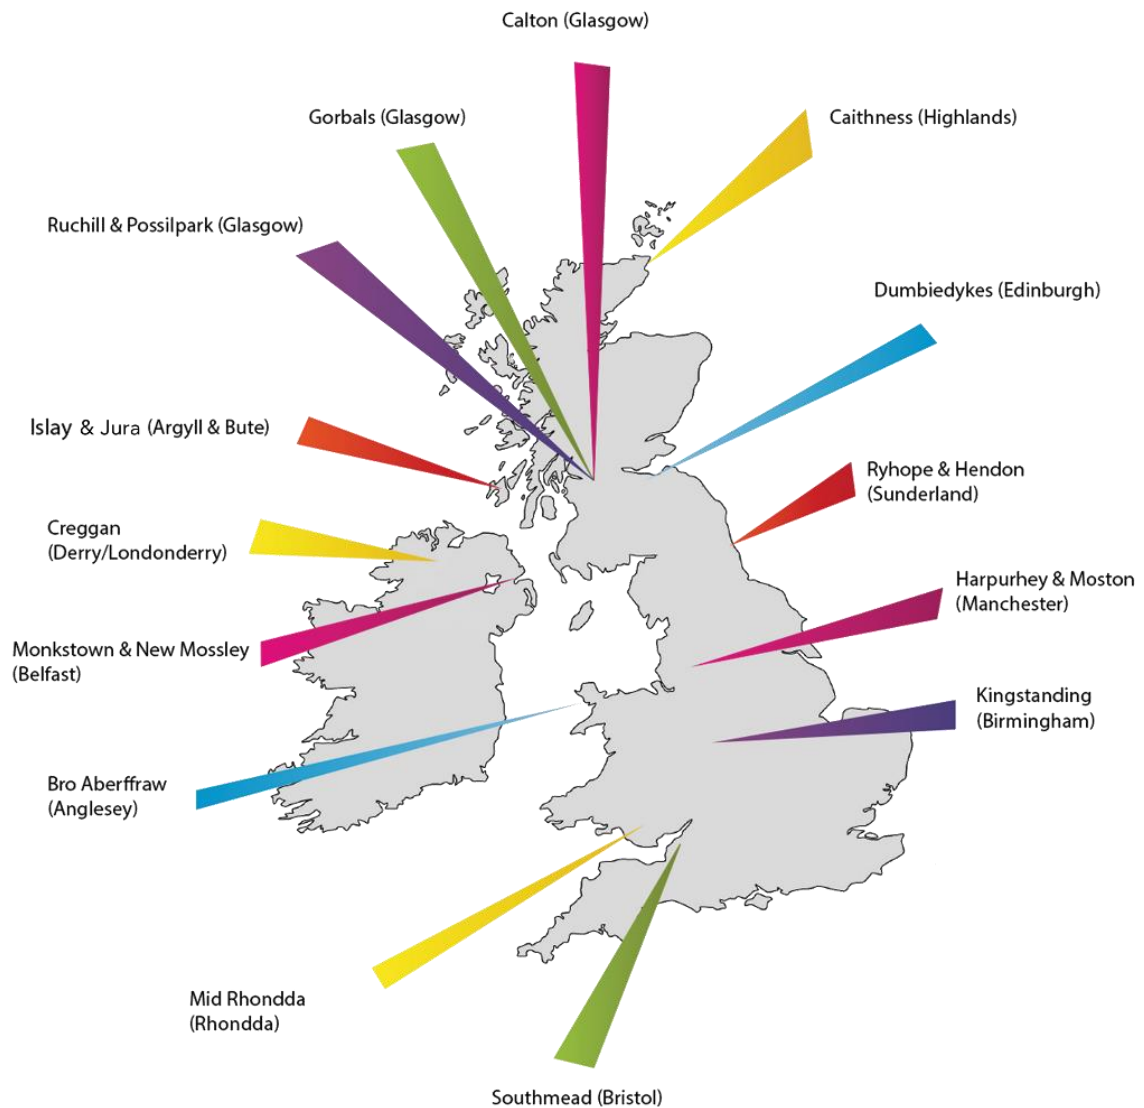 Calton (Glasgow)
Gorbals (Glasgow)
Caithness (Highlands)
Ruchill & Possilpark (Glasgow)
Dumbiedykes (Edinburgh)
Islay & Jura (Argyll & Bute)
Ryhope & Hendon
(Sunderland)
Creggan
(Derry/Londonderry)
Harpurhey & Moston
(Manchester)
Monkstown & New Mossley
(Belfast)
Kingstanding
(Birmingham)
Bro Aberffraw
(Anglesey)
Mid Rhondda
(Rhondda)
Southmead (Bristol)